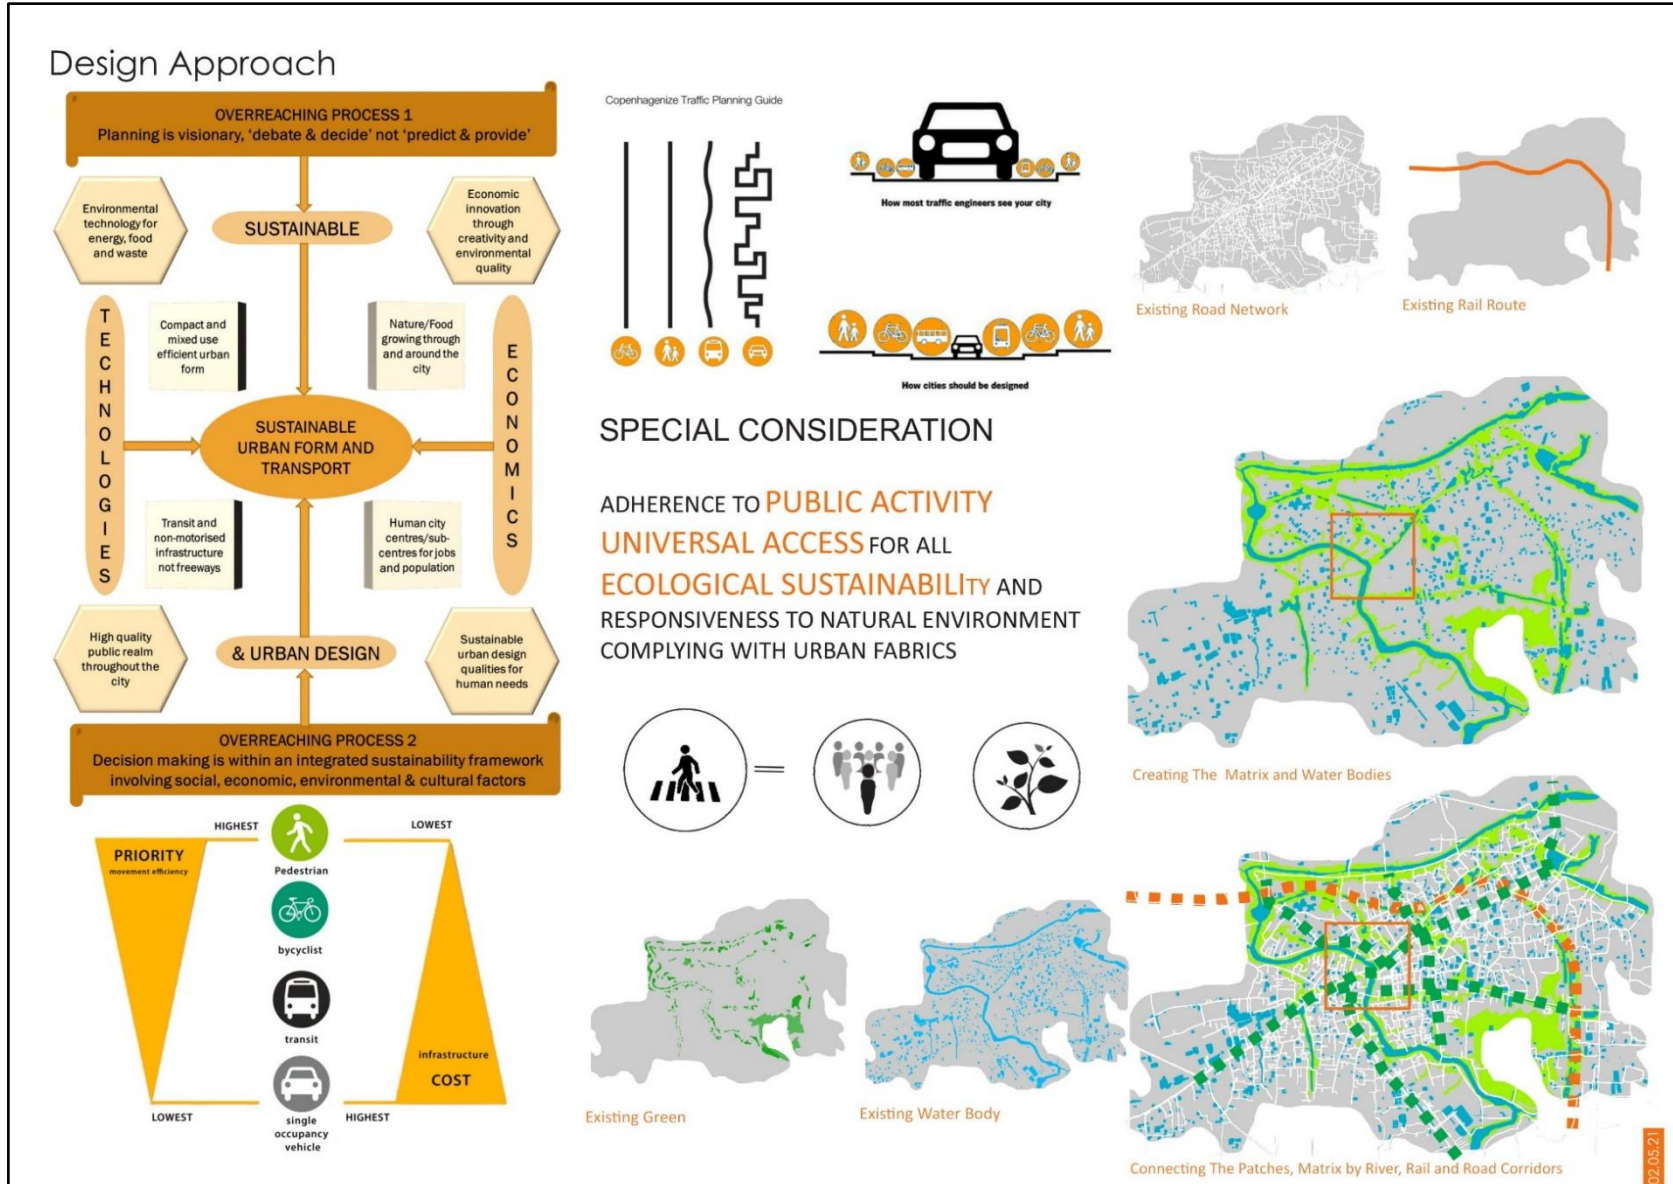 Design Approach
OVERREACHING PROCESS 1
Planning is visionary, 'debate & decide' not 'predict & provide'
Environmental
technology for
energy, food
and waste
SUSTAINABLE
Economic
innovation
through
creativity and
environmental
quality
TECHNOLOGIES
Compact and
mixed use
efficient urban
form
Nature/Food
growing through
and around the
city
ECONOMICS
SUSTAINABLE
URBAN FORM AND
TRANSPORT
Transit and
non-motorised
infrastructure
not freeways
Human city
centres/sub-
centres for jobs
and population
High quality
public realm
throughout the
city
& URBAN DESIGN
Sustainable
urban design
qualities for
human needs
OVERREACHING PROCESS 2
Decision making is within an integrated sustainability framework
involving social, economic, environmental & cultural factors
HIGHEST
LOWEST
PRIORITY
movement efficiency
Pedestrian
bycyclist
transit
infrastructure
COST
LOWEST
HIGHEST
single
occupancy
vehicle
Copenhagenize Traffic Planning Guide
How most traffic engineers see your city
How cities should be designed
SPECIAL CONSIDERATION
ADHERENCE TO PUBLIC ACTIVITY
UNIVERSAL ACCESS FOR ALL
ECOLOGICAL SUSTAINABILITY AND
RESPONSIVENESS TO NATURAL ENVIRONMENT
COMPLYING WITH URBAN FABRICS
Existing Green
Existing Water Body
Existing Road Network
Existing Rail Route
Creating The Matrix and Water Bodies
Connecting The Patches, Matrix by River, Rail and Road Corridors
02.05.21